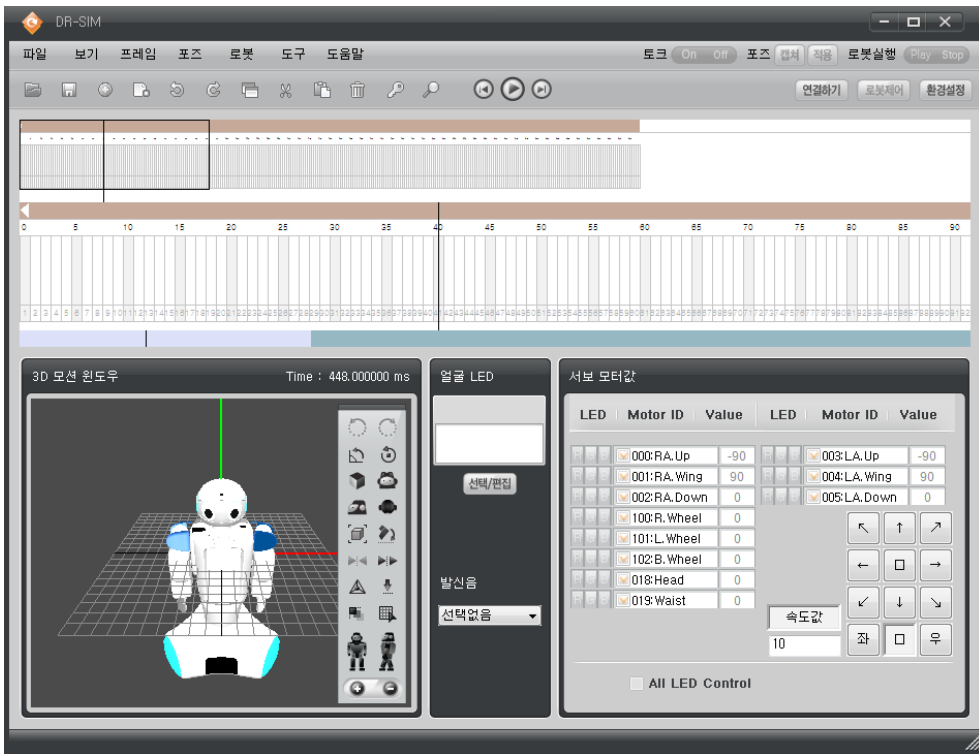 DR-SIM
파일 보기 프레임 포즈 로봇 도구 도움말 토크 On Off 포즈 캡쳐 적용 로봇실행 Play Stop
연결하기 로봇제어 환경설정
0 5 10 15 20 25 30 35 40 45 50 55 60 65 70 75 80 85 90
3D 모션 윈도우 Time : 448.000000 ms
얼굴 LED
선택/편집
발신음
선택없음
서보 모터값
LED Motor ID Value LED Motor ID Value
R G B 000:RA.Up -90 R G B 003:LA.Up -90
R G B 001:RA.Wing 90 R G B 004:LA.Wing 90
R G B 002:RA.Down 0 R G B 005:LA.Down 0
R G B 100:R.Wheel 0
R G B 101:L.Wheel 0
R G B 102:B.Wheel 0
R G B 018:Head 0
R G B 019:Waist 0
↖ ↑ ↗
← □ →
↙ ↓ ↘
좌 □ 우
속도값
10
All LED Control